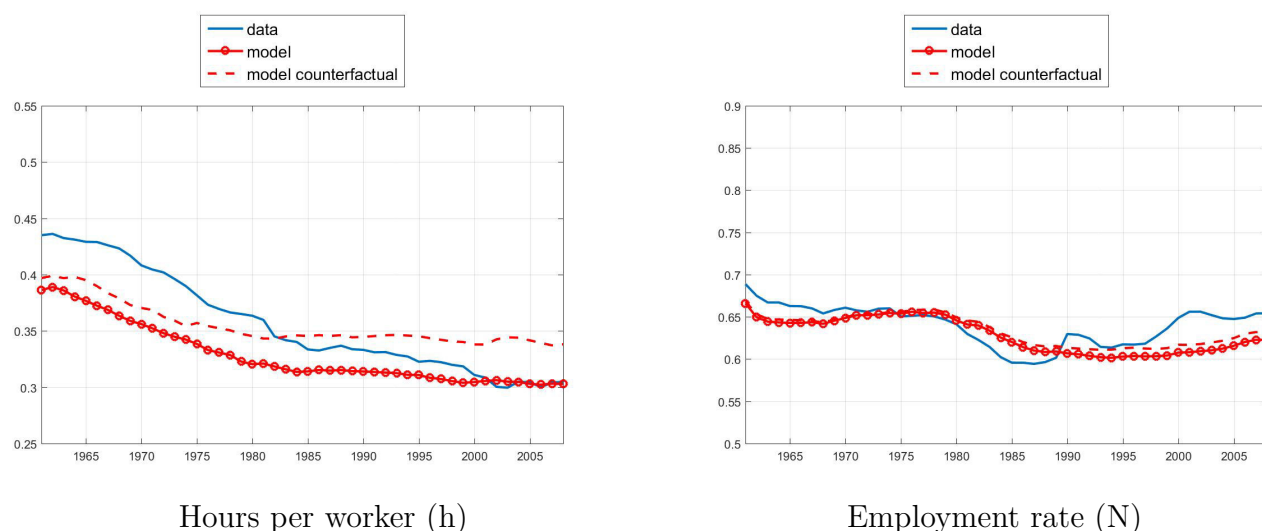 data
model
model counterfactual
0.55
0.5
0.45
0.4
0.35
0.3
0.25
1965 1970 1975 1980 1985 1990 1995 2000 2005
Hours per worker (h)
data
model
model counterfactual
0.9
0.85
0.8
0.75
0.7
0.65
0.6
0.55
0.5
1965 1970 1975 1980 1985 1990 1995 2000 2005
Employment rate (N)